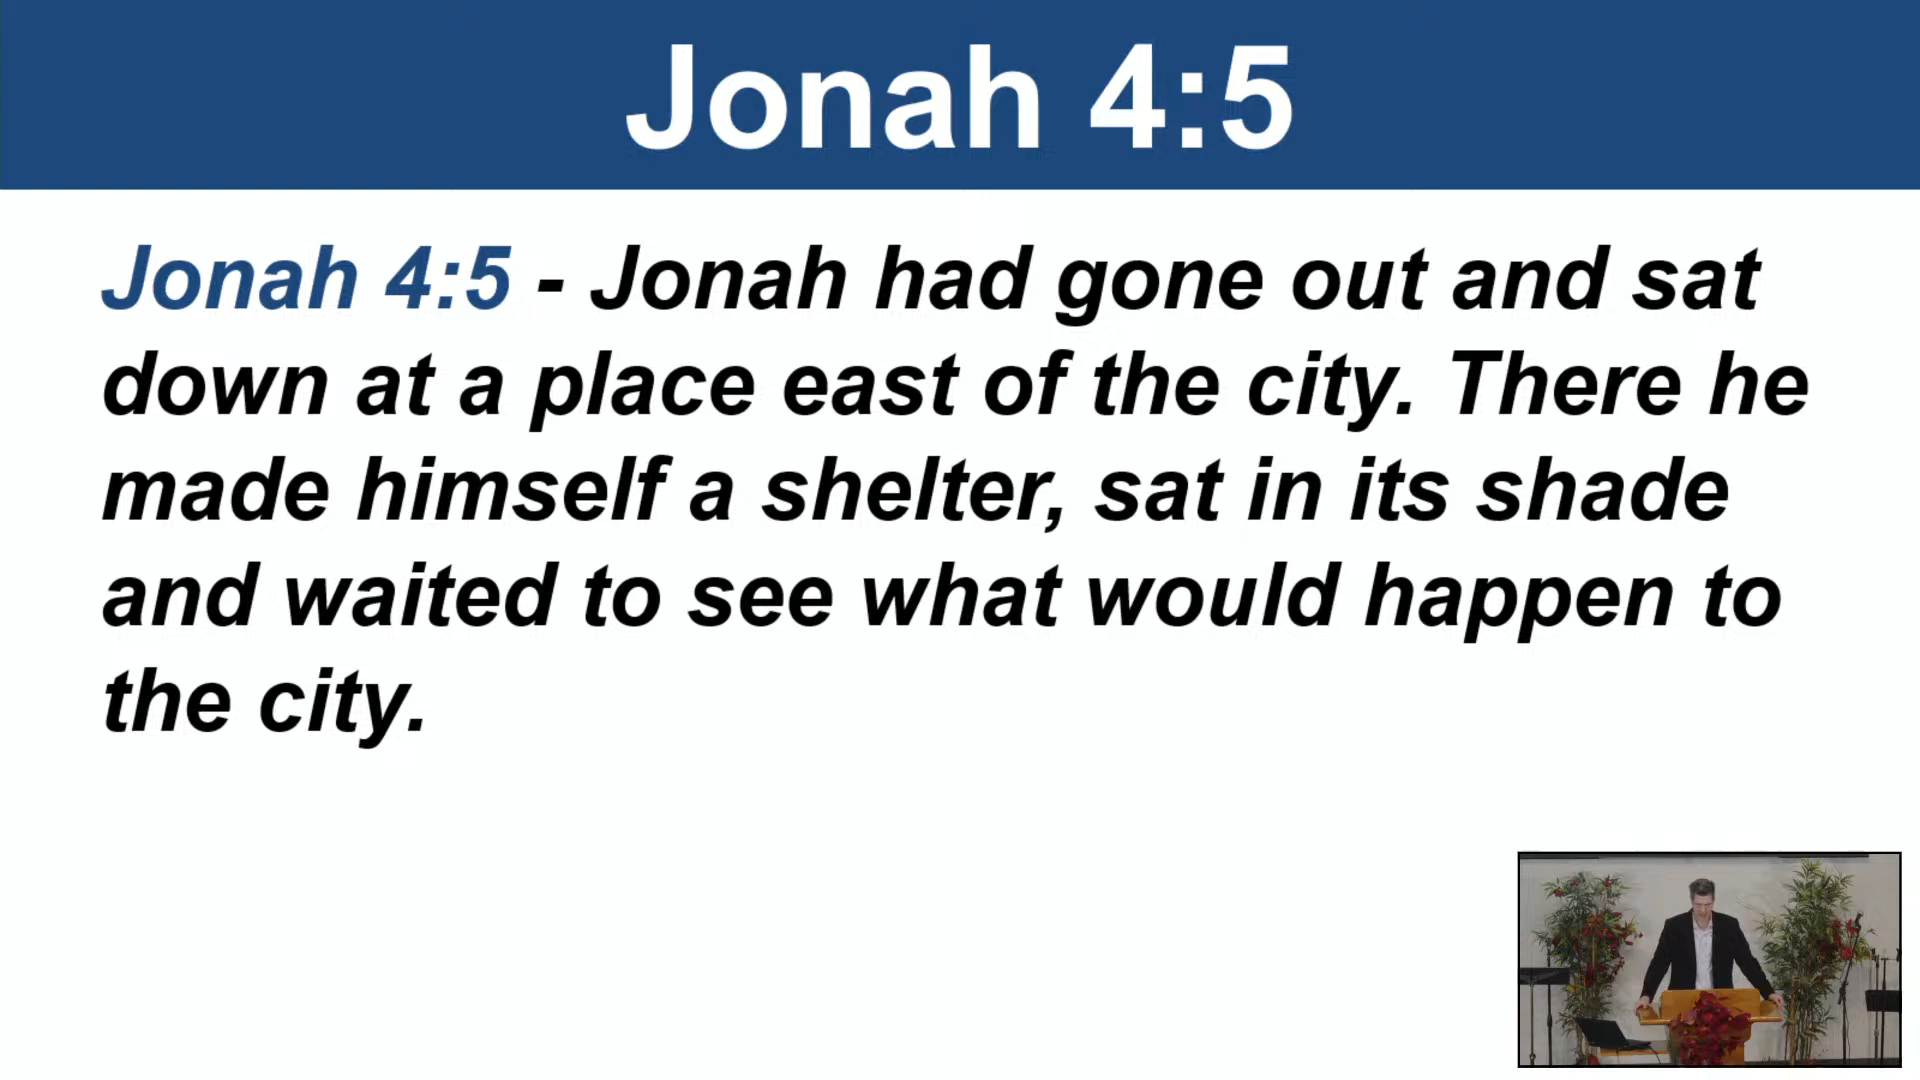 Jonah 4:5
Jonah 4:5 - Jonah had gone out and sat
down at a place east of the city. There he
made himself a shelter, sat in its shade
and waited to see what would happen to
the city.